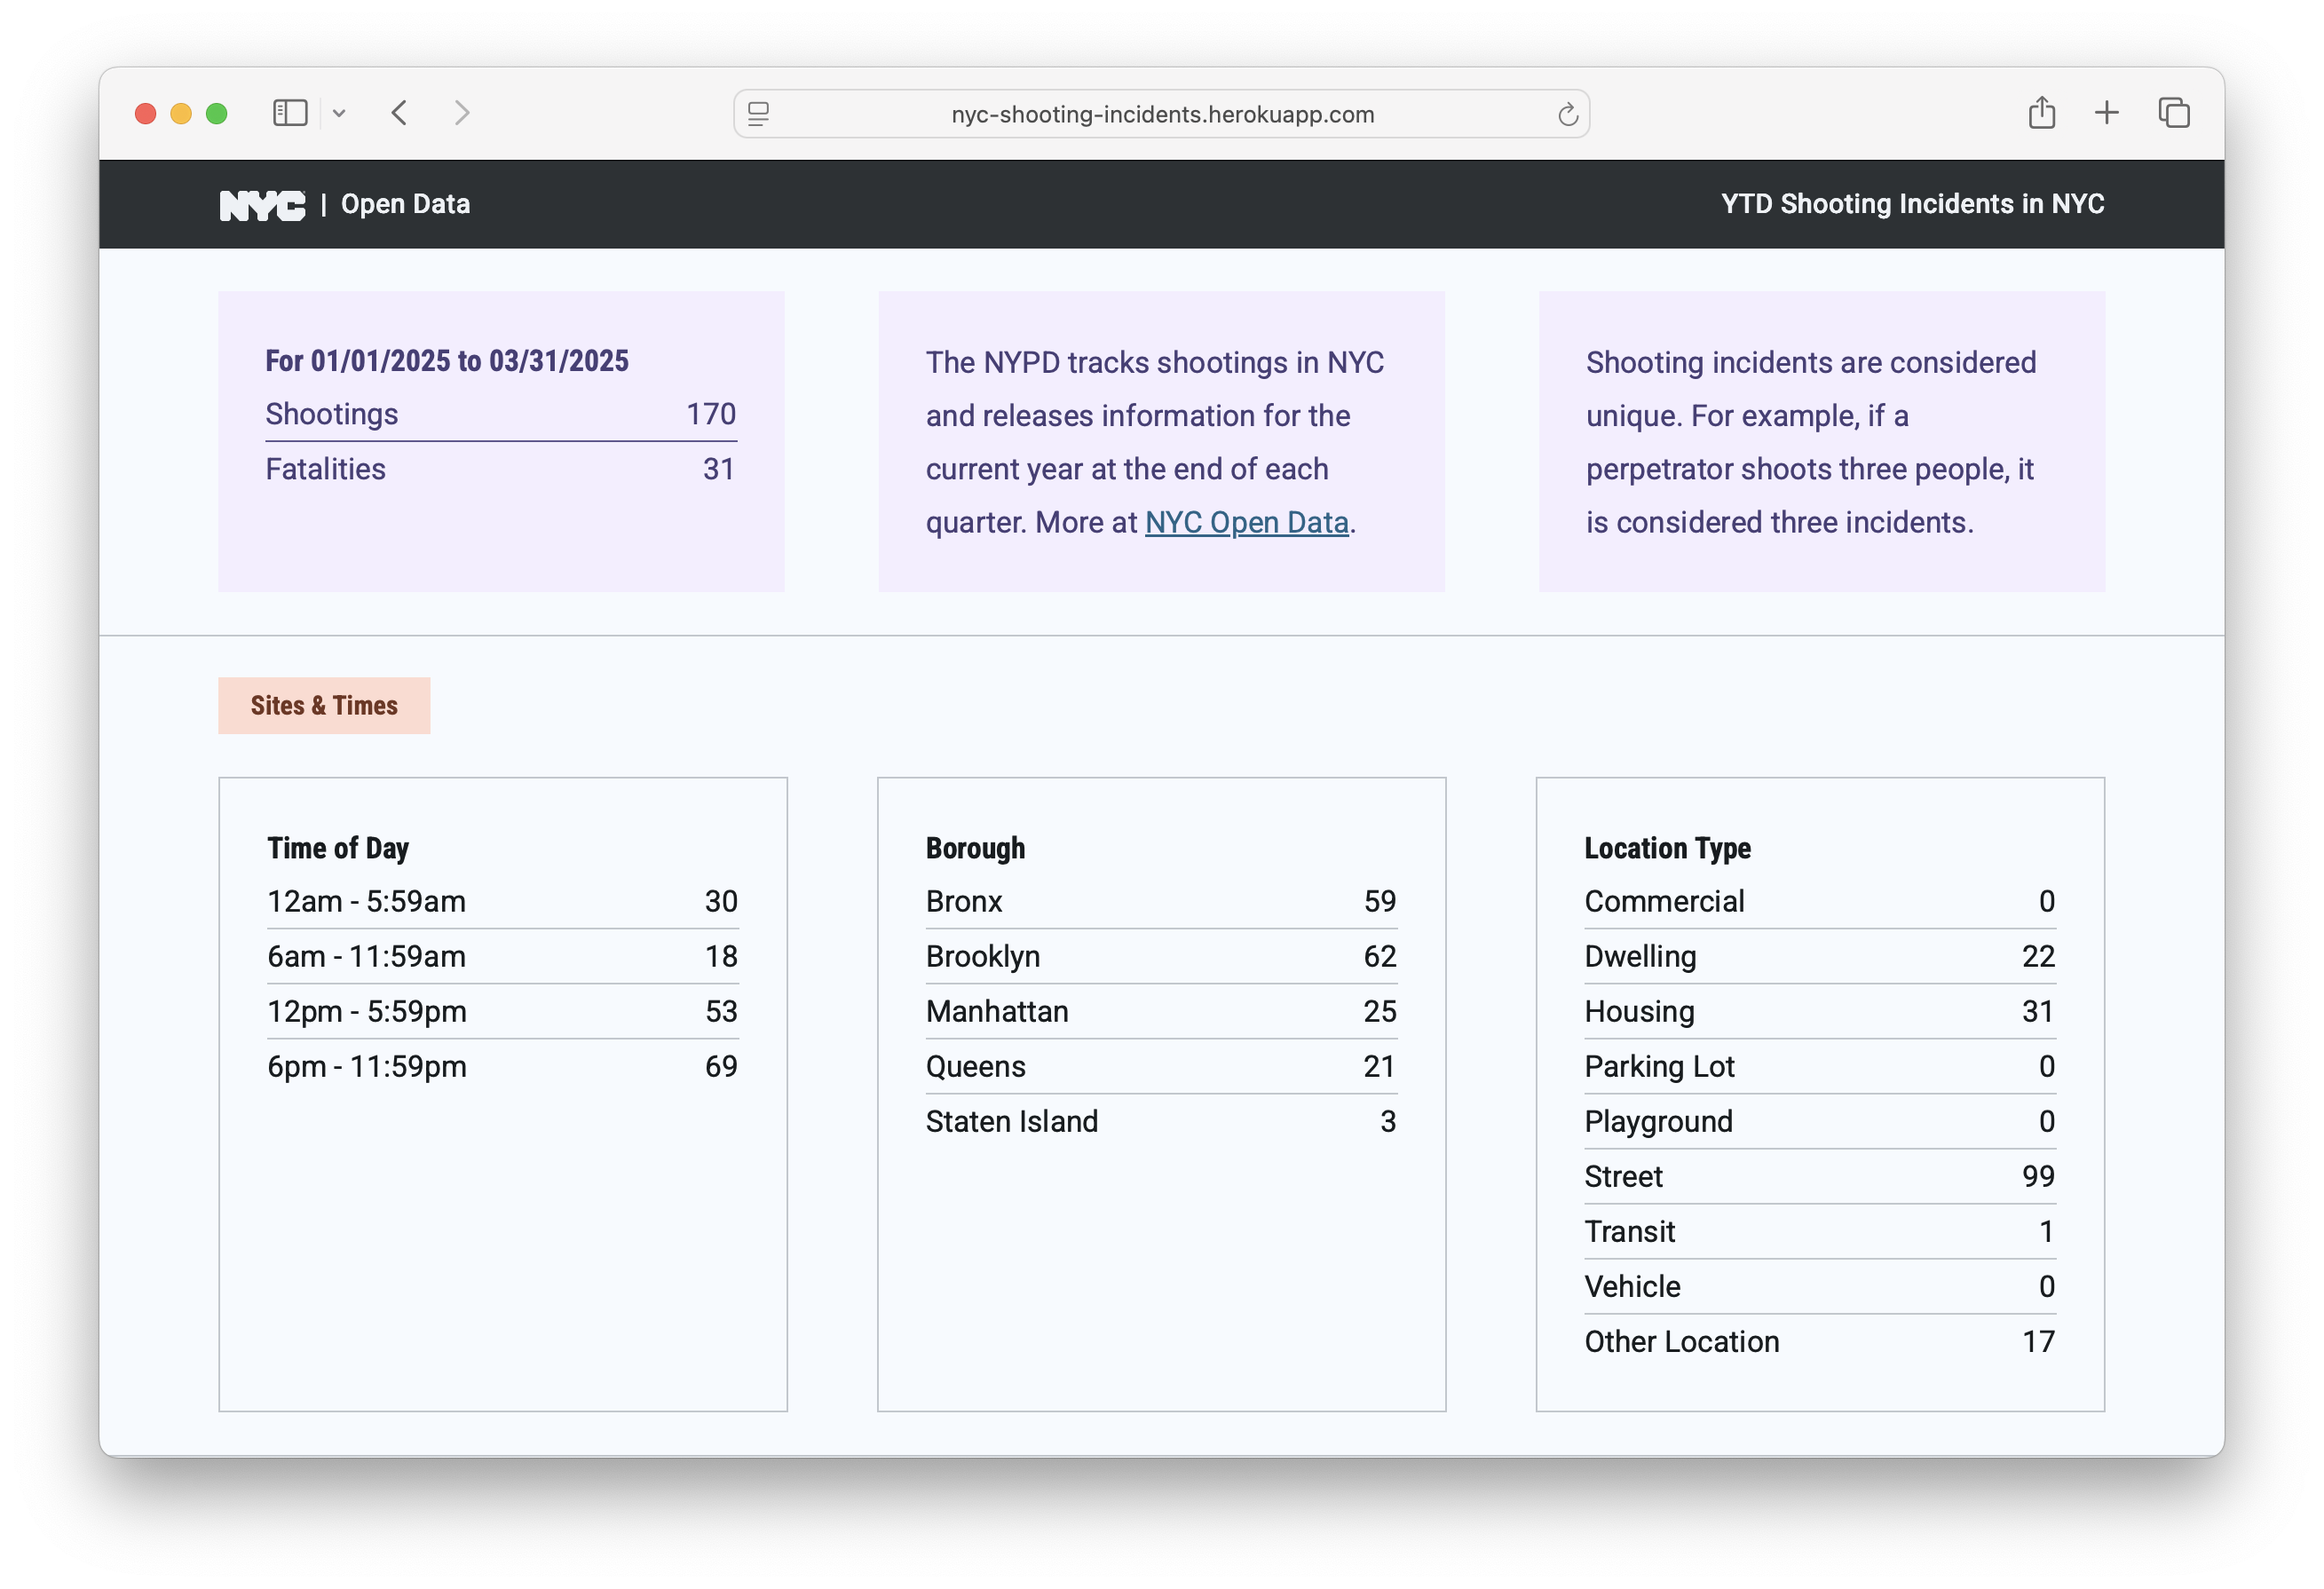 nyc-shooting-incidents.herokuapp.com
NYC | Open Data
YTD Shooting Incidents in NYC
For 01/01/2025 to 03/31/2025
Shootings 170
Fatalities 31
The NYPD tracks shootings in NYC
and releases information for the
current year at the end of each
quarter. More at NYC Open Data.
Shooting incidents are considered
unique. For example, if a
perpetrator shoots three people, it
is considered three incidents.
Sites & Times
Time of Day
12am - 5:59am 30
6am - 11:59am 18
12pm - 5:59pm 53
6pm - 11:59pm 69
Borough
Bronx 59
Brooklyn 62
Manhattan 25
Queens 21
Staten Island 3
Location Type
Commercial 0
Dwelling 22
Housing 31
Parking Lot 0
Playground 0
Street 99
Transit 1
Vehicle 0
Other Location 17